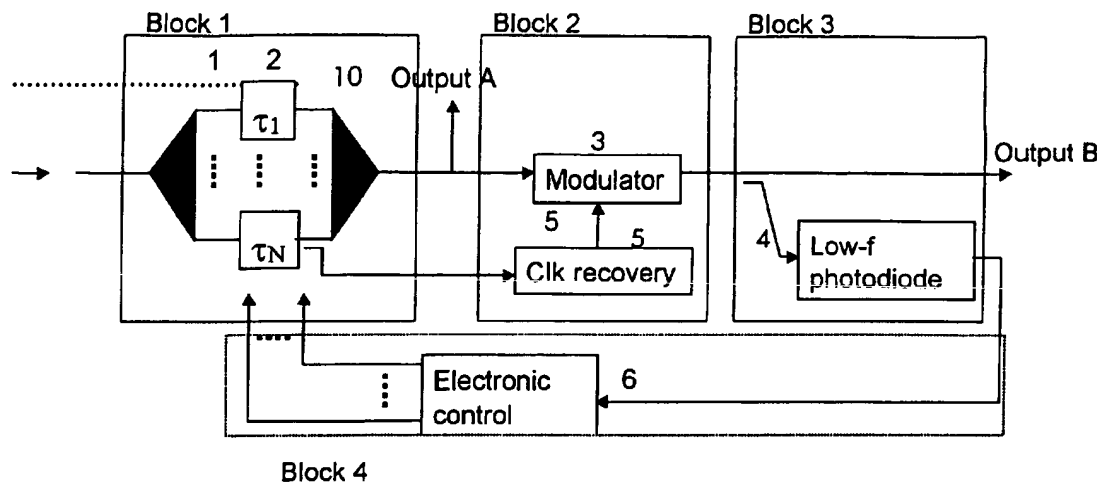 Block 1
Block 2
Block 3
1 2 10
Output A
τ1
3
Output B
Modulator
5 5
4
Low-f
photodiode
τN
Clk recovery
Electronic
control
6
Block 4